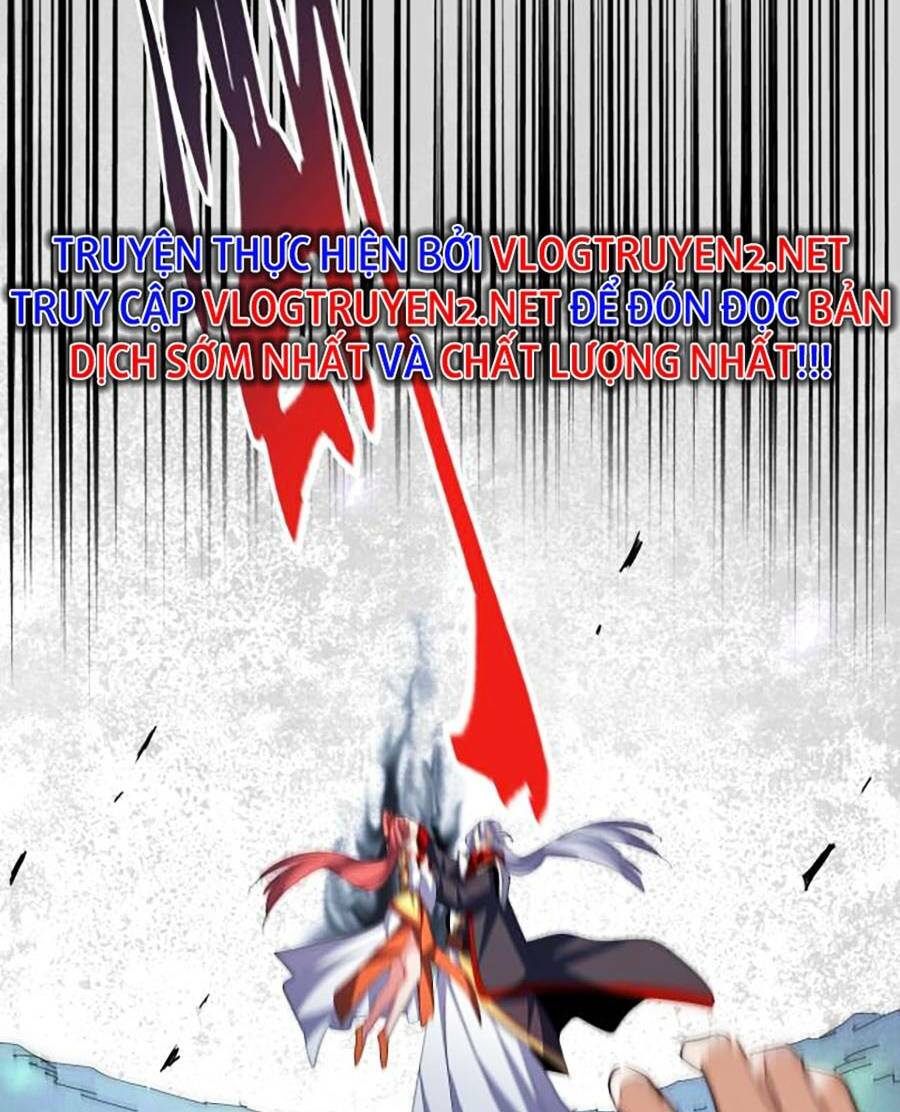 TRUYỆN THỰC HIỆN BỞI VLOGTRUYEN2.NET
TRUY CẬP VLOGTRUYEN2.NET ĐỂ ĐÓN ĐỌC BẢN
DỊCH SỚM NHẤT VÀ CHẤT LƯỢNG NHẤT!!!